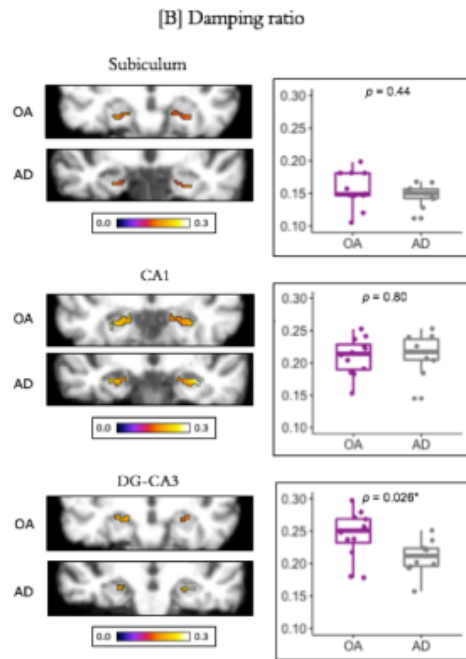 [B] Damping ratio
Subiculum
OA
AD
0.0 0.3
p = 0.44
0.30
0.25
0.20
0.15
0.10
OA AD
CA1
OA
AD
0.0 0.3
p = 0.80
0.30
0.25
0.20
0.15
0.10
OA AD
DG-CA3
OA
AD
0.0 0.3
p = 0.026*
0.30
0.25
0.20
0.15
0.10
OA AD